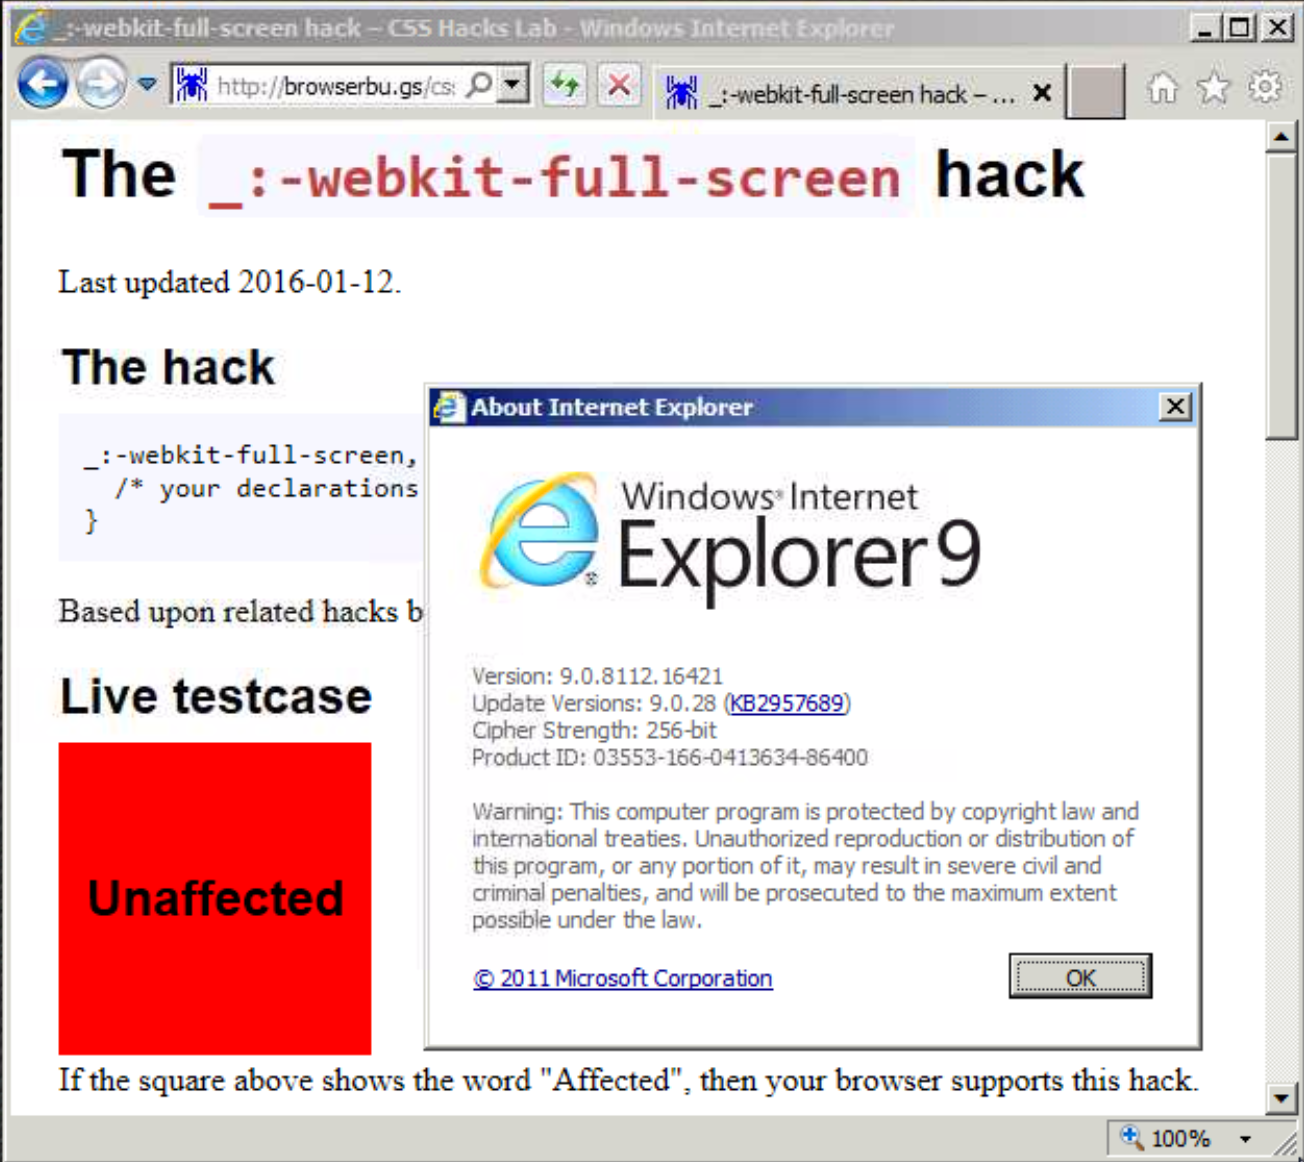 _:-webkit-full-screen hack – CSS Hacks Lab - Windows Internet Explorer
http://browserbu.gs/cs
_:-webkit-full-screen hack – ...
The _:-webkit-full-screen hack
Last updated 2016-01-12.
The hack
_:-webkit-full-screen,
/* your declarations
}
Based upon related hacks b
Live testcase
Unaffected
If the square above shows the word "Affected", then your browser supports this hack.
About Internet Explorer
Windows® Internet
Explorer 9
Version: 9.0.8112.16421
Update Versions: 9.0.28 (KB2957689)
Cipher Strength: 256-bit
Product ID: 03553-166-0413634-86400
Warning: This computer program is protected by copyright law and
international treaties. Unauthorized reproduction or distribution of
this program, or any portion of it, may result in severe civil and
criminal penalties, and will be prosecuted to the maximum extent
possible under the law.
© 2011 Microsoft Corporation
OK
100%